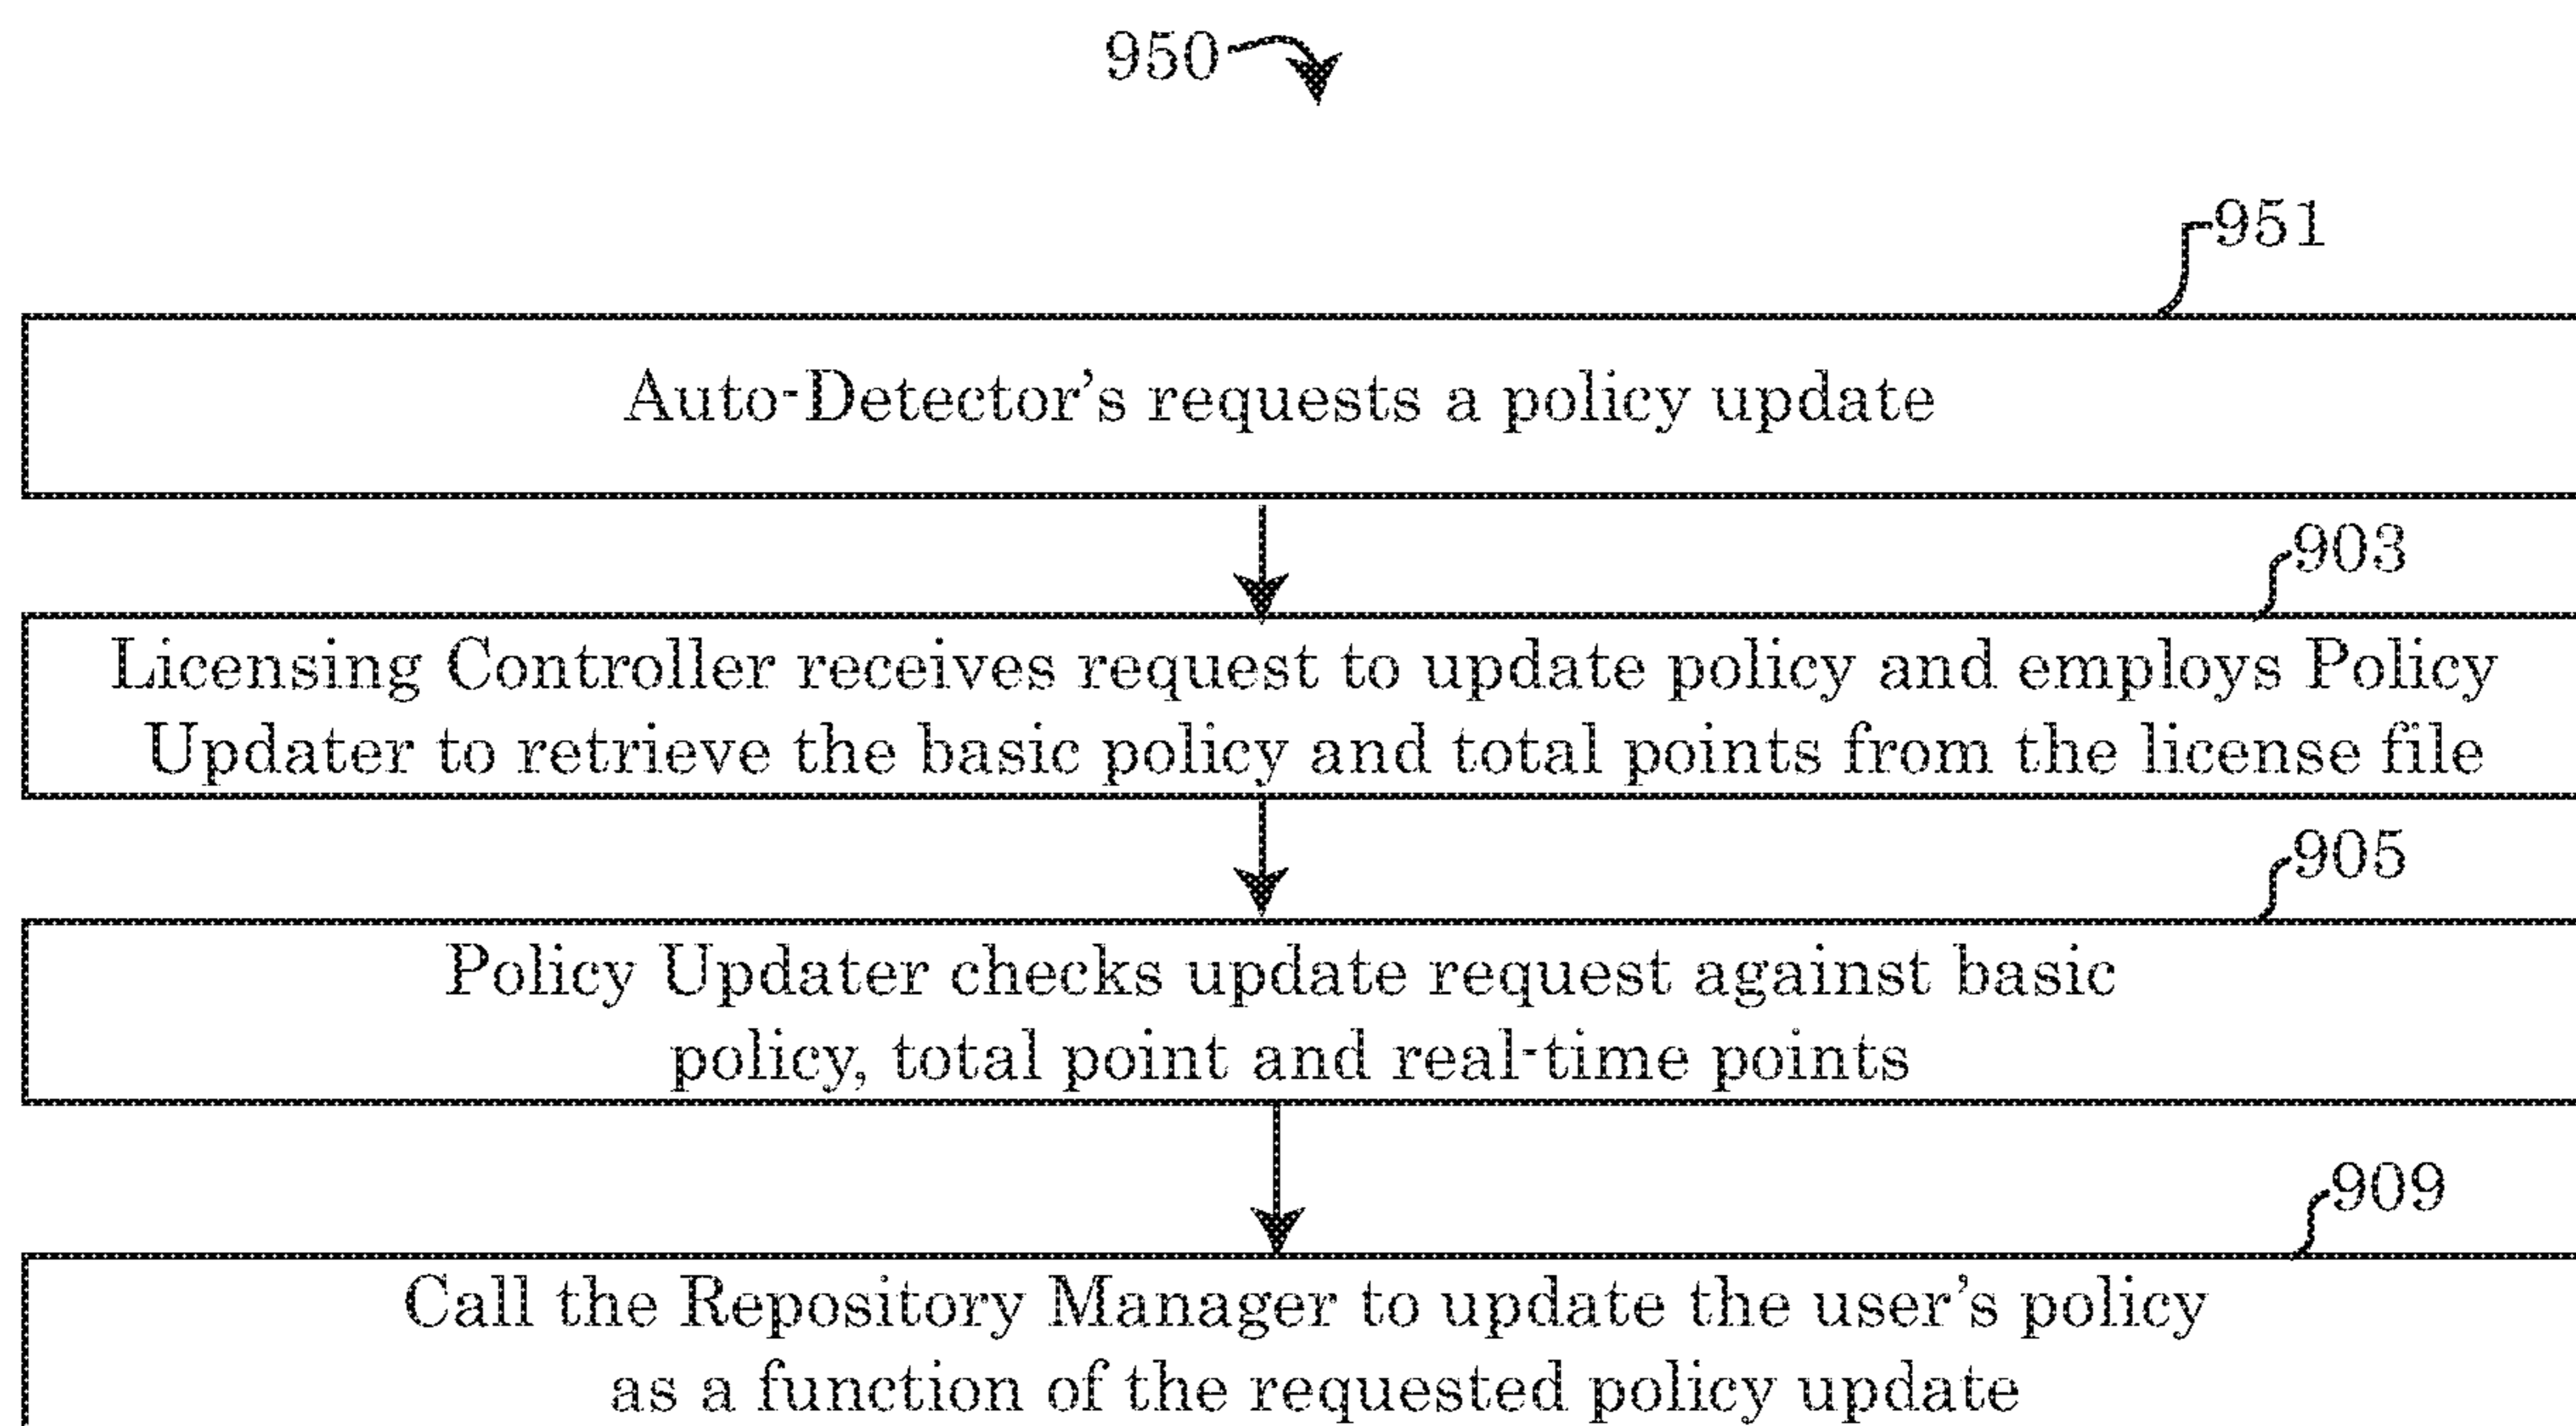 950
951
Auto-Detector's requests a policy update
903
Licensing Controller receives request to update policy and employs Policy
Updater to retrieve the basic policy and total points from the license file
905
Policy Updater checks update request against basic
policy, total point and real-time points
909
Call the Repository Manager to update the user's policy
as a function of the requested policy update